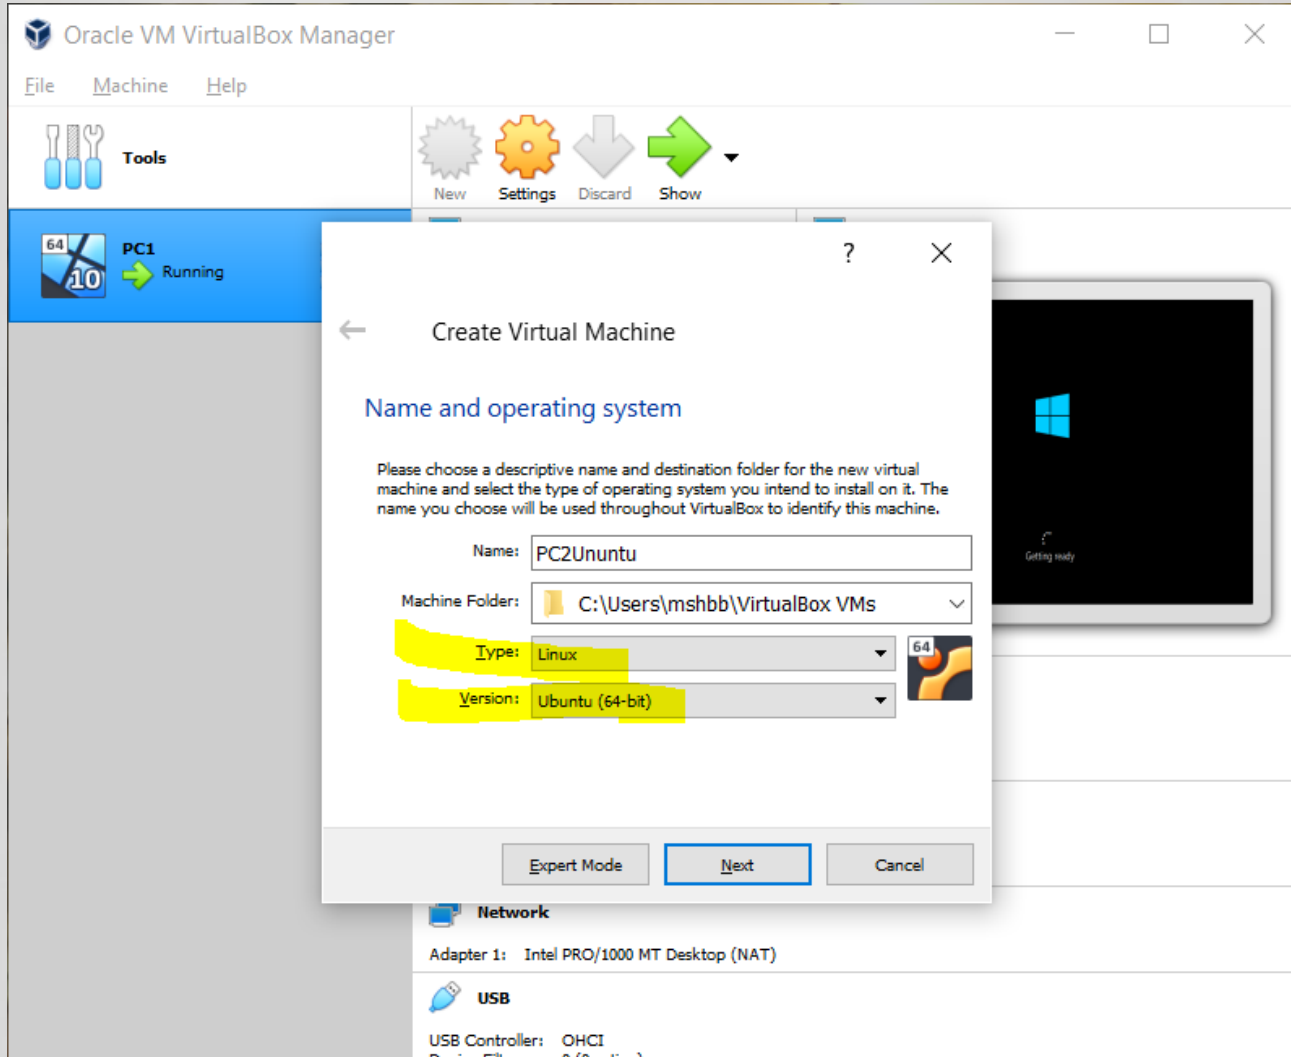 Oracle VM VirtualBox Manager
File Machine Help
Tools
New Settings Discard Show
64
10
PC1
Running
?
Create Virtual Machine
Name and operating system
Please choose a descriptive name and destination folder for the new virtual
machine and select the type of operating system you intend to install on it. The
name you choose will be used throughout VirtualBox to identify this machine.
Name: PC2Ununtu
Machine Folder: C:\Users\mshbb\VirtualBox VMs
Type: Linux
64
Version: Ubuntu (64-bit)
Expert Mode Next Cancel
Getting ready
Network
Adapter 1: Intel PRO/1000 MT Desktop (NAT)
USB
USB Controller: OHCI